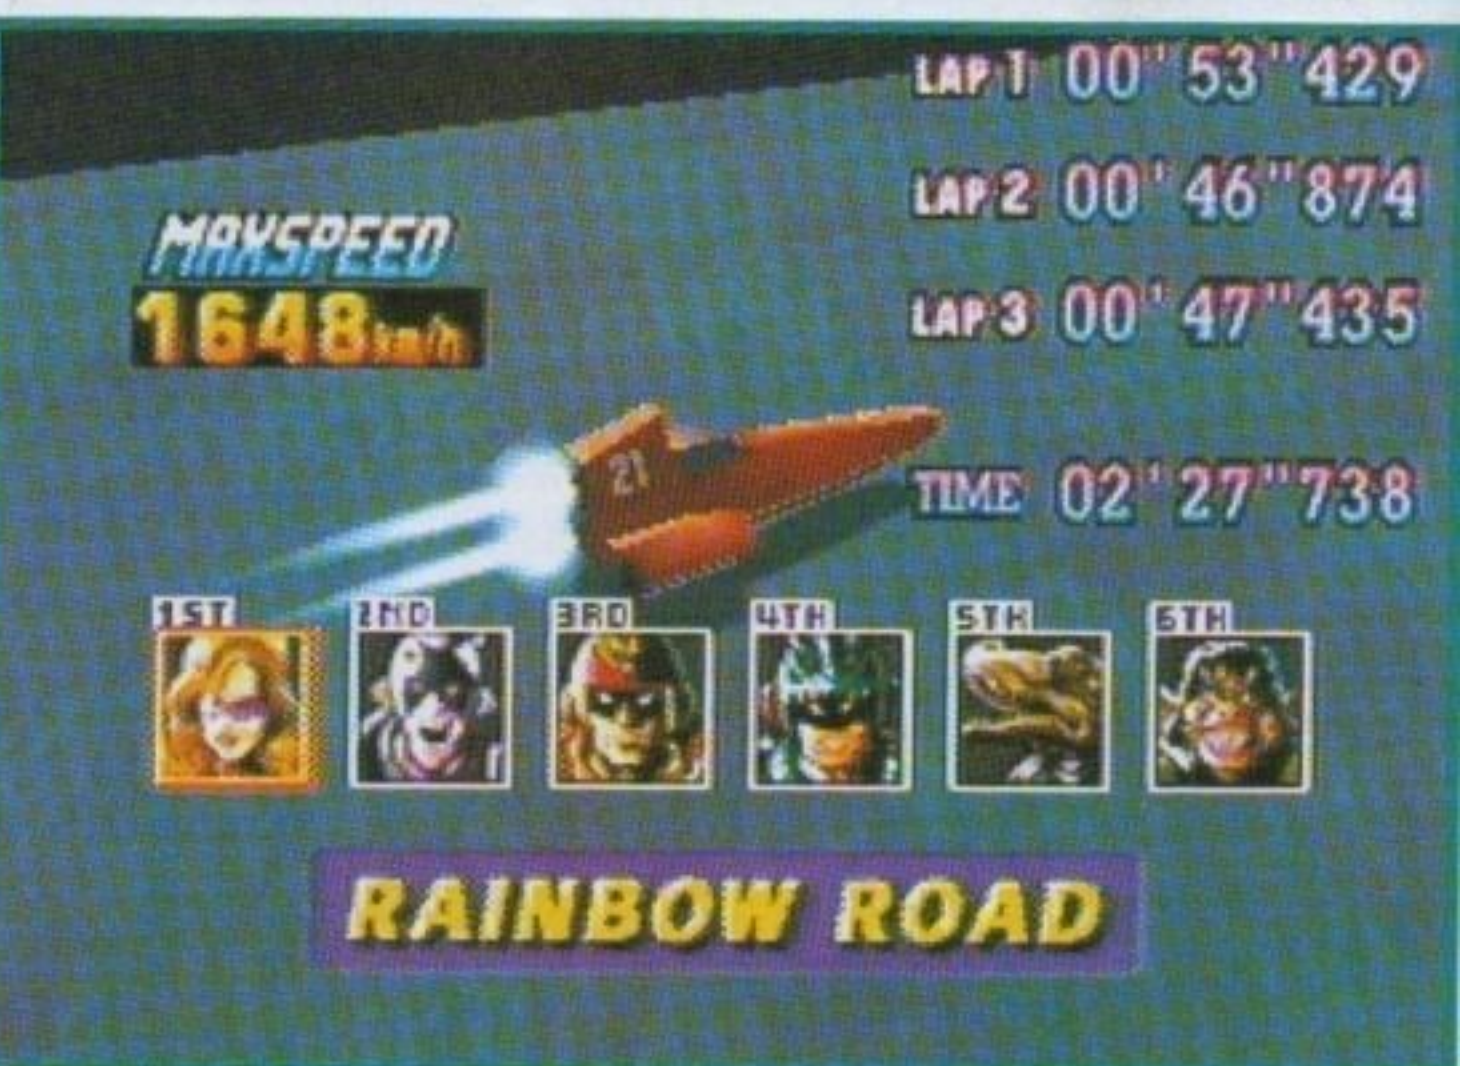 LAP 1 00"53"429
LAP 2 00'46"874
MAXSPEED
1648km/h
LAP 3 00'47"435
21
TIME 02'27"738
1ST 2ND 3RD 4TH 5TH 6TH
RAINBOW ROAD